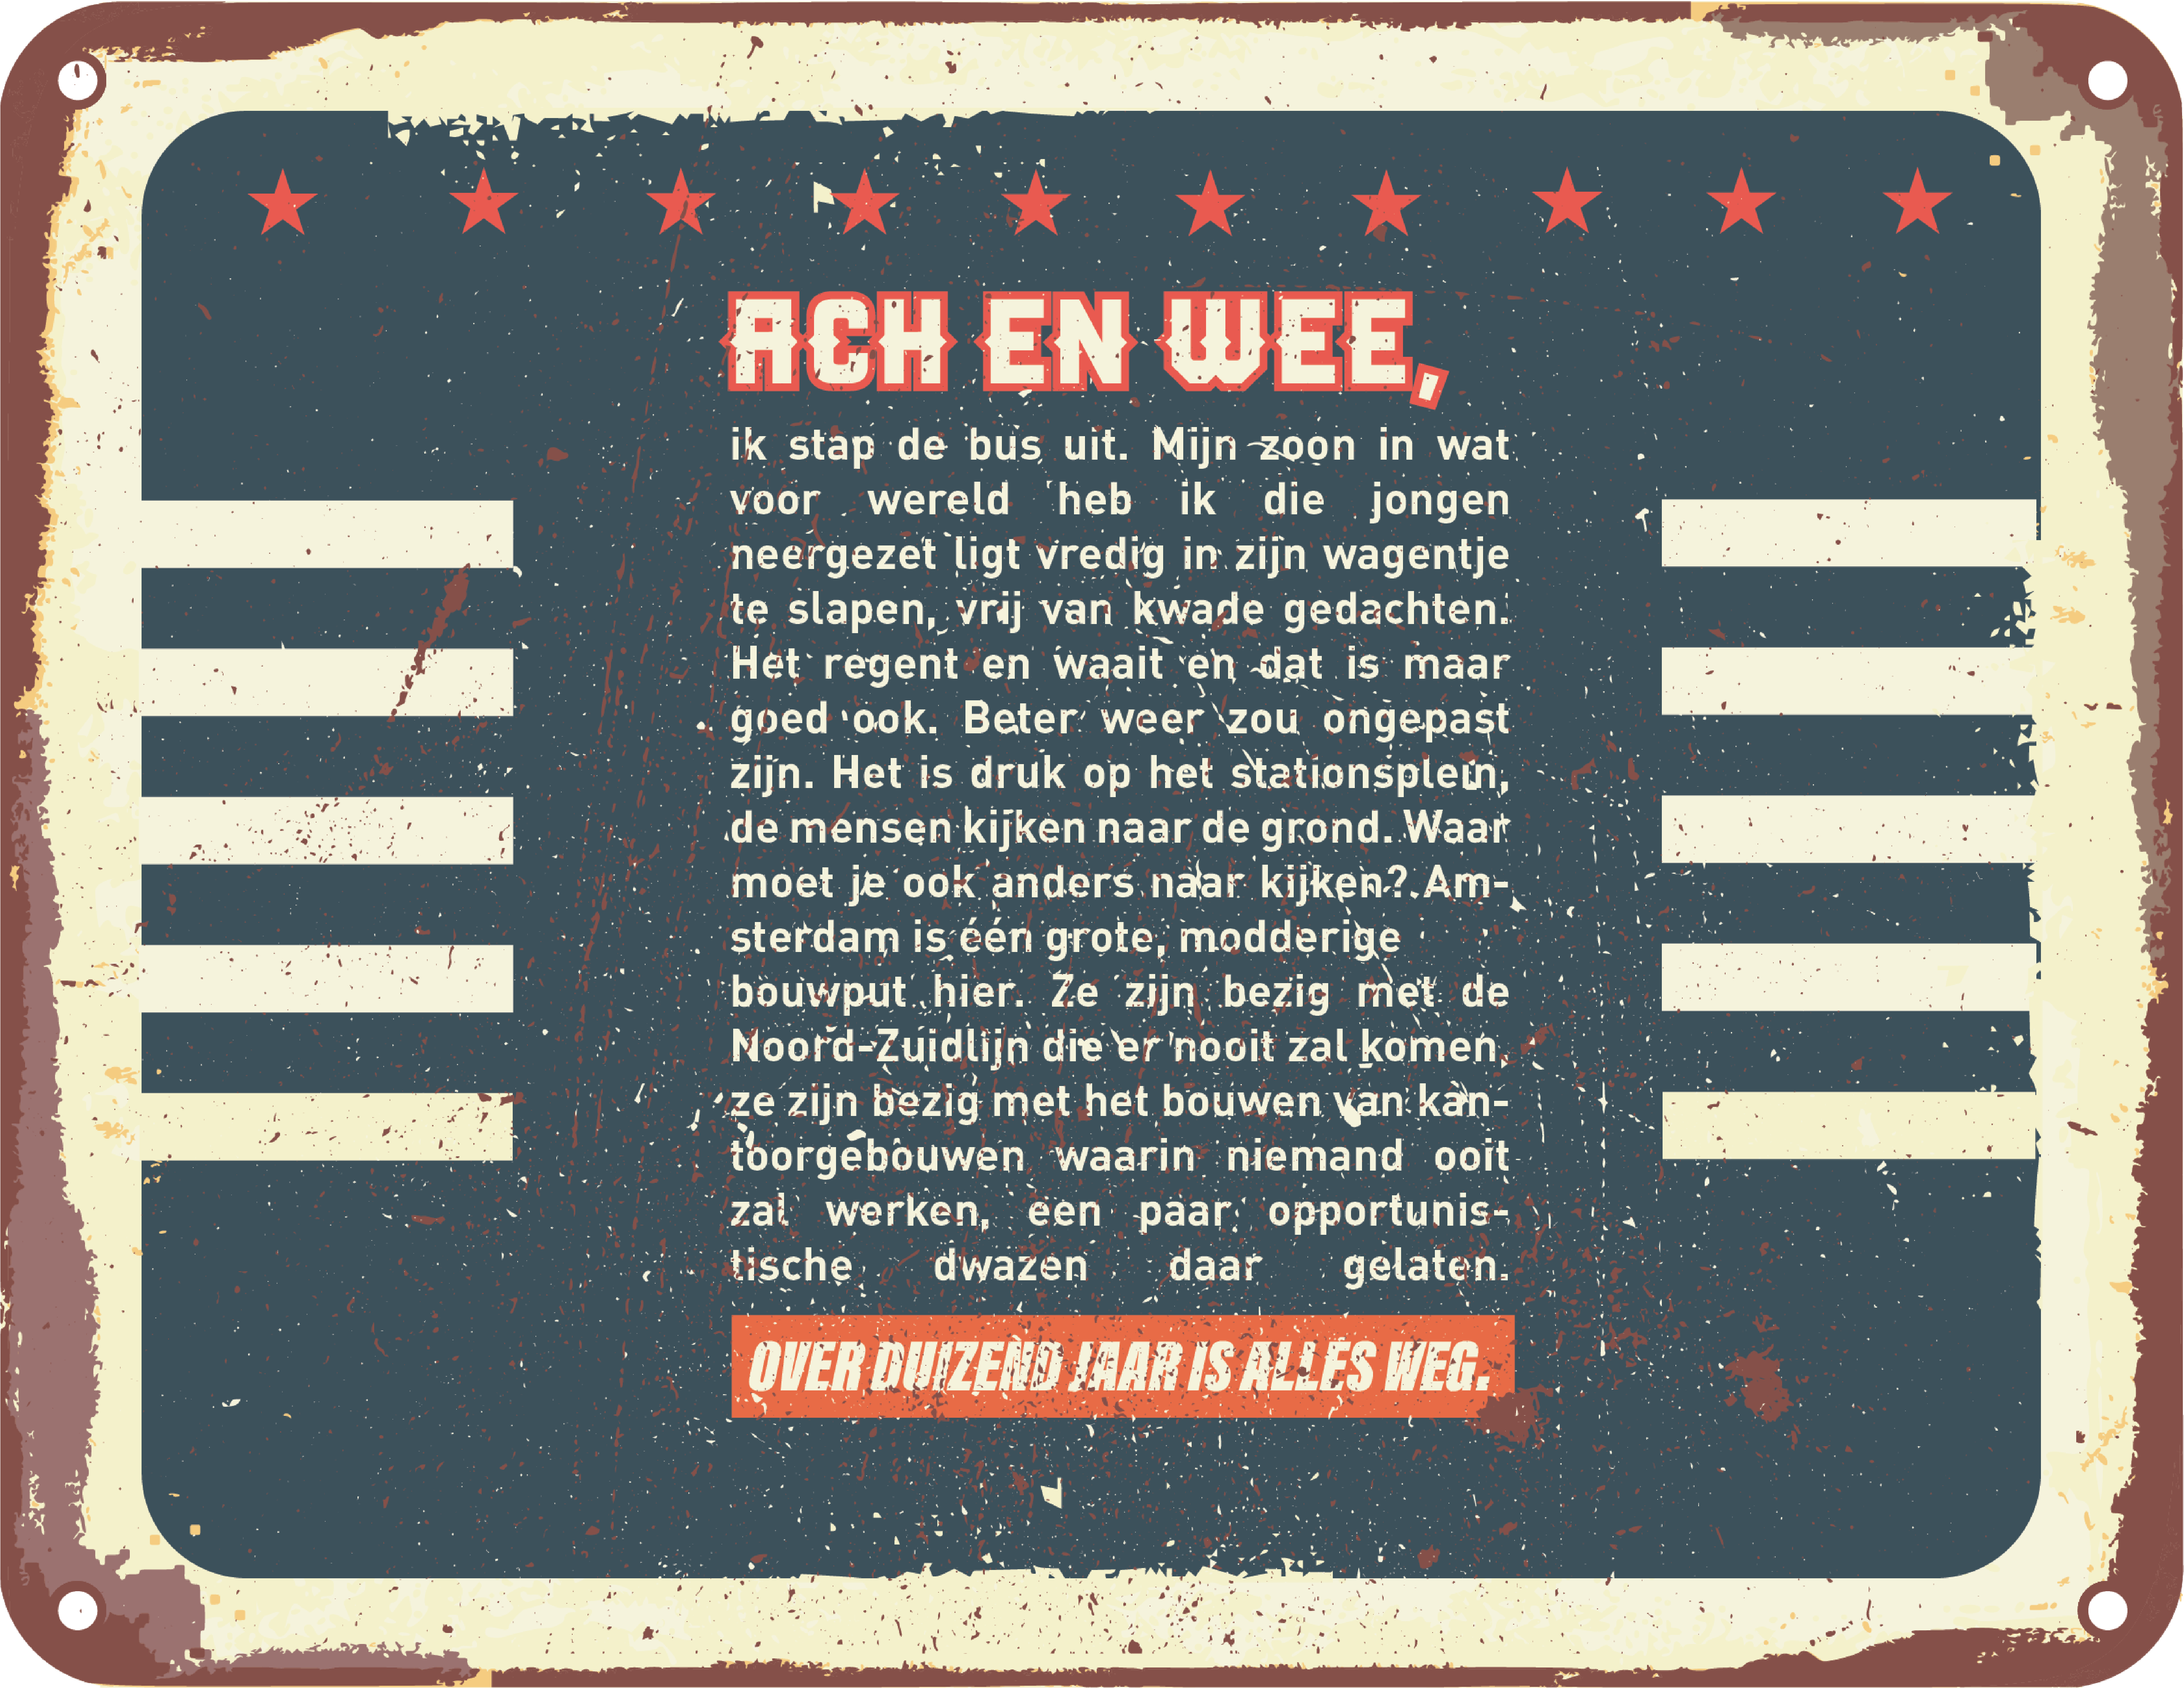 ACH EN WEE,
ik stap de bus uit. Mijn zoon in wat
voor wereld heb ik die jongen
neergezet ligt vredig in zijn wagentje
te slapen, vrij van kwade gedachten.
Het regent en waait en dat is maar
goed ook. Beter weer zou ongepast
zijn. Het is druk op het stationsplein,
de mensen kijken naar de grond. Waar
moet je ook anders naar kijken? Am-
sterdam is één grote, modderige
bouwput hier. Ze zijn bezig met de
Noord-Zuidlijn die er nooit zal komen,
ze zijn bezig met het bouwen van kan-
toorgebouwen waarin niemand ooit
zal werken, een paar opportunis-
tische dwazen daar gelaten.
OVER DUIZEND JAAR IS ALLES WEG.